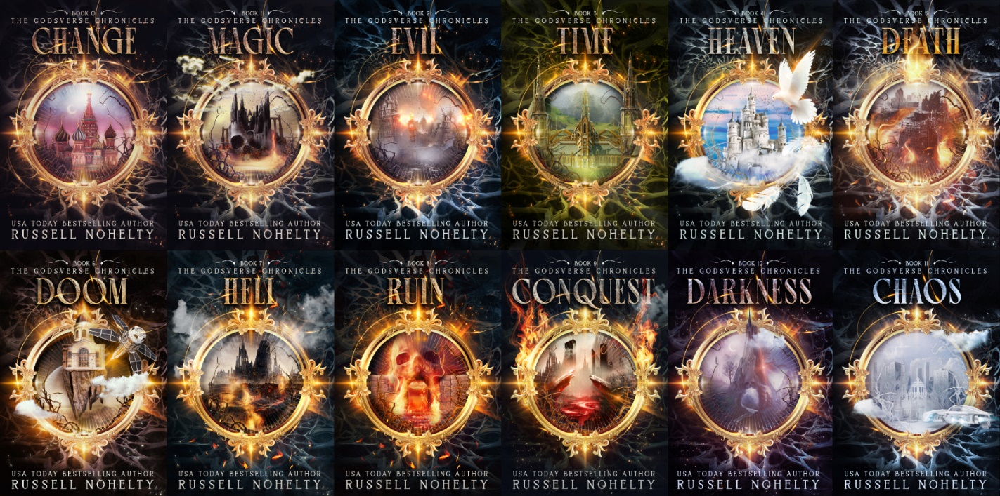 BOOK 0
THE GODSVERSE CHRONICLES
CHANGE
USA TODAY BESTSELLING AUTHOR
RUSSELL NOHELTY
BOOK 1
THE GODSVERSE CHRONICLES
MAGIC
USA TODAY BESTSELLING AUTHOR
RUSSELL NOHELTY
BOOK 2
THE GODSVERSE CHRONICLES
EVIL
USA TODAY BESTSELLING AUTHOR
RUSSELL NOHELTY
BOOK 3
THE GODSVERSE CHRONICLES
TIME
USA TODAY BESTSELLING AUTHOR
RUSSELL NOHELTY
BOOK 4
THE GODSVERSE CHRONICLES
HEAVEN
USA TODAY BESTSELLING AUTHOR
RUSSELL NOHELTY
BOOK 5
THE GODSVERSE CHRONICLES
DEATH
USA TODAY BESTSELLING AUTHOR
RUSSELL NOHELTY
BOOK 6
THE GODSVERSE CHRONICLES
DOOM
USA TODAY BESTSELLING AUTHOR
RUSSELL NOHELTY
BOOK 7
THE GODSVERSE CHRONICLES
HELL
USA TODAY BESTSELLING AUTHOR
RUSSELL NOHELTY
BOOK 8
THE GODSVERSE CHRONICLES
RUIN
USA TODAY BESTSELLING AUTHOR
RUSSELL NOHELTY
BOOK 9
THE GODSVERSE CHRONICLES
CONQUEST
USA TODAY BESTSELLING AUTHOR
RUSSELL NOHELTY
BOOK 10
THE GODSVERSE CHRONICLES
DARKNESS
USA TODAY BESTSELLING AUTHOR
RUSSELL NOHELTY
BOOK 11
THE GODSVERSE CHRONICLES
CHAOS
USA TODAY BESTSELLING AUTHOR
RUSSELL NOHELTY